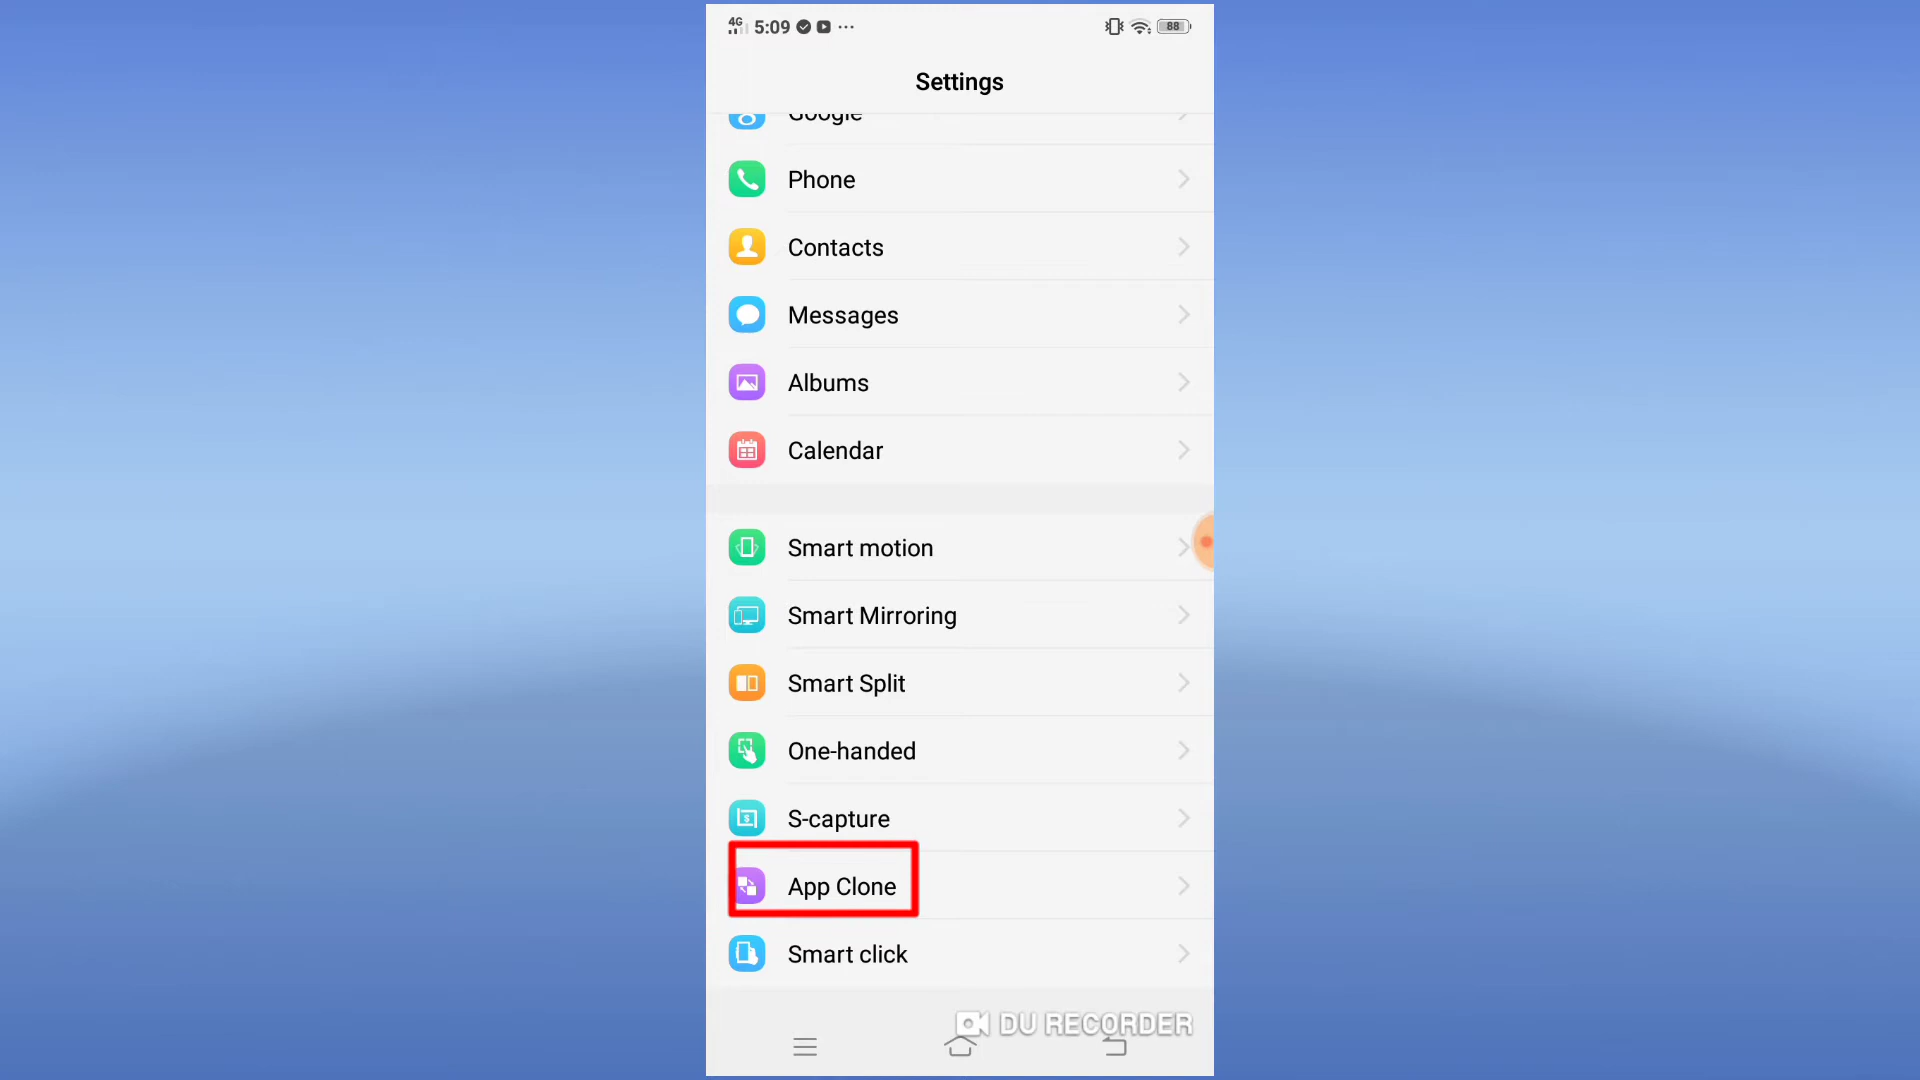 4G 5:09 88
Settings
Google
Phone
Contacts
Messages
Albums
Calendar
Smart motion
Smart Mirroring
Smart Split
One-handed
S-capture
App Clone
Smart click
DU RECORDER